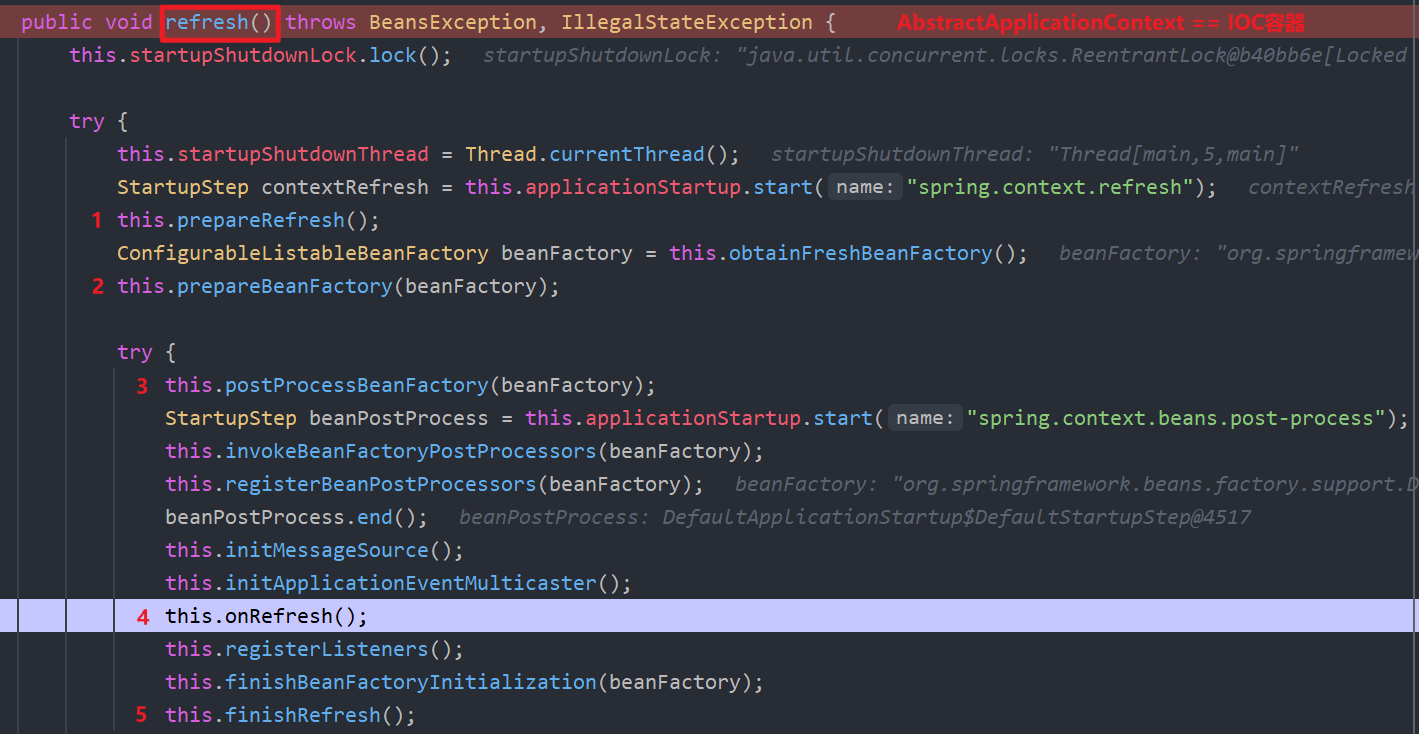 public void refresh() throws BeansException, IllegalStateException { AbstractApplicationContext == IOC容器
this.startupShutdownLock.lock(); startupShutdownLock: "java.util.concurrent.locks.ReentrantLock@b40bb6e[Locked
try {
this.startupShutdownThread = Thread.currentThread(); startupShutdownThread: "Thread[main,5,main]"
StartupStep contextRefresh = this.applicationStartup.start( name: "spring.context.refresh"); contextRefresh
1 this.prepareRefresh();
ConfigurableListableBeanFactory beanFactory = this.obtainFreshBeanFactory(); beanFactory: "org.springframew
2 this.prepareBeanFactory(beanFactory);
try {
3 this.postProcessBeanFactory(beanFactory);
StartupStep beanPostProcess = this.applicationStartup.start( name: "spring.context.beans.post-process");
this.invokeBeanFactoryPostProcessors(beanFactory);
this.registerBeanPostProcessors(beanFactory); beanFactory: "org.springframework.beans.factory.support.D
beanPostProcess.end(); beanPostProcess: DefaultApplicationStartup$DefaultStartupStep@4517
this.initMessageSource();
this.initApplicationEventMulticaster();
4 this.onRefresh();
this.registerListeners();
this.finishBeanFactoryInitialization(beanFactory);
5 this.finishRefresh();